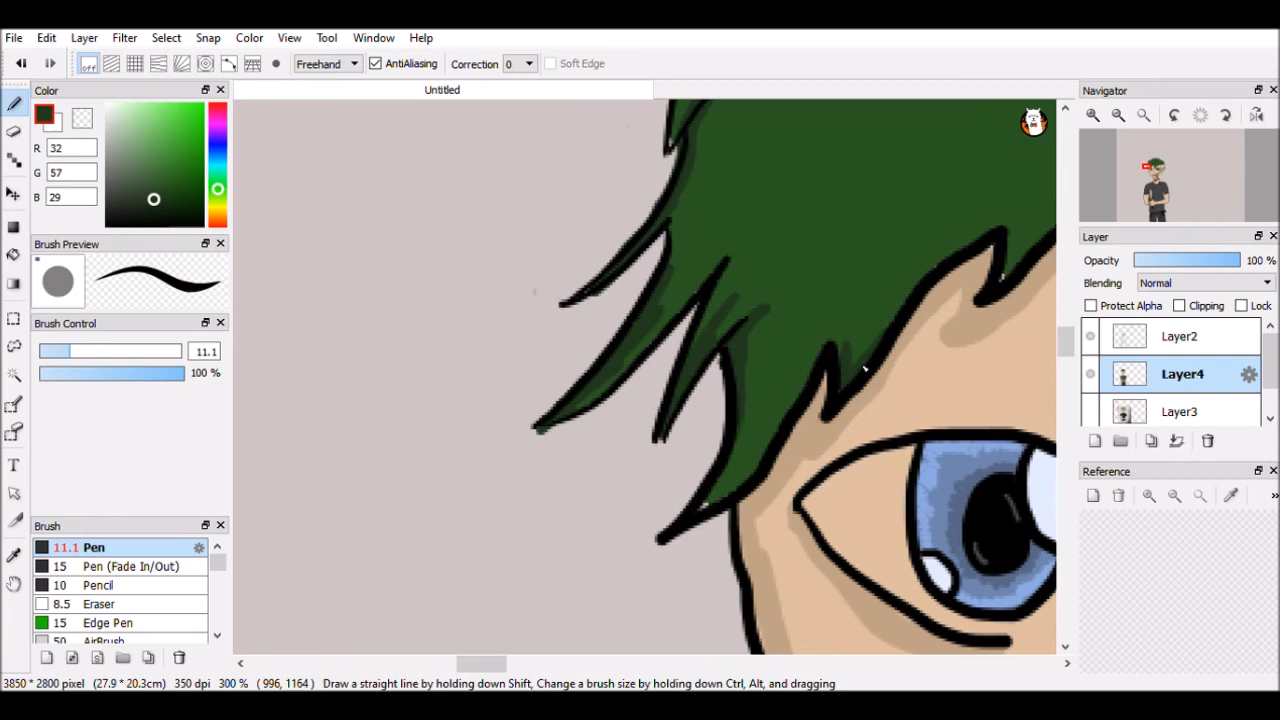 File Edit Layer Filter Select Snap Color View Tool Window Help
off Freehand AntiAliasing Correction 0 Soft Edge
Color
R 32
G 57
B 29
Brush Preview
Brush Control
11.1
100 %
Brush
11.1 Pen
15 Pen (Fade In/Out)
10 Pencil
8.5 Eraser
15 Edge Pen
50 AirBrush
Untitled
Navigator
Layer
Opacity 100 %
Blending Normal
Protect Alpha Clipping Lock
Layer2
Layer4
Layer3
Reference
»
3850 * 2800 pixel (27.9 * 20.3cm) 350 dpi 300 % ( 996, 1164 ) Draw a straight line by holding down Shift, Change a brush size by holding down Ctrl, Alt, and dragging